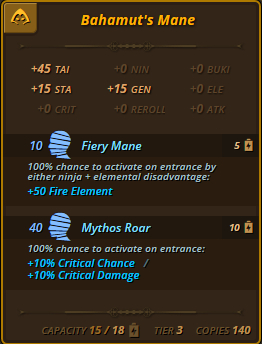 Bahamut's Mane
+45 TAI +0 NIN +0 BUKI
+15 STA +15 GEN +0 ELE
+0 CRIT +0 REROLL +0 ATK
10 Fiery Mane 5
100% chance to activate on entrance by
either ninja + elemental disadvantage:
+50 Fire Element
40 Mythos Roar 10
100% chance to activate on entrance:
+10% Critical Chance /
+10% Critical Damage
CAPACITY 15 / 18 TIER 3 COPIES 140